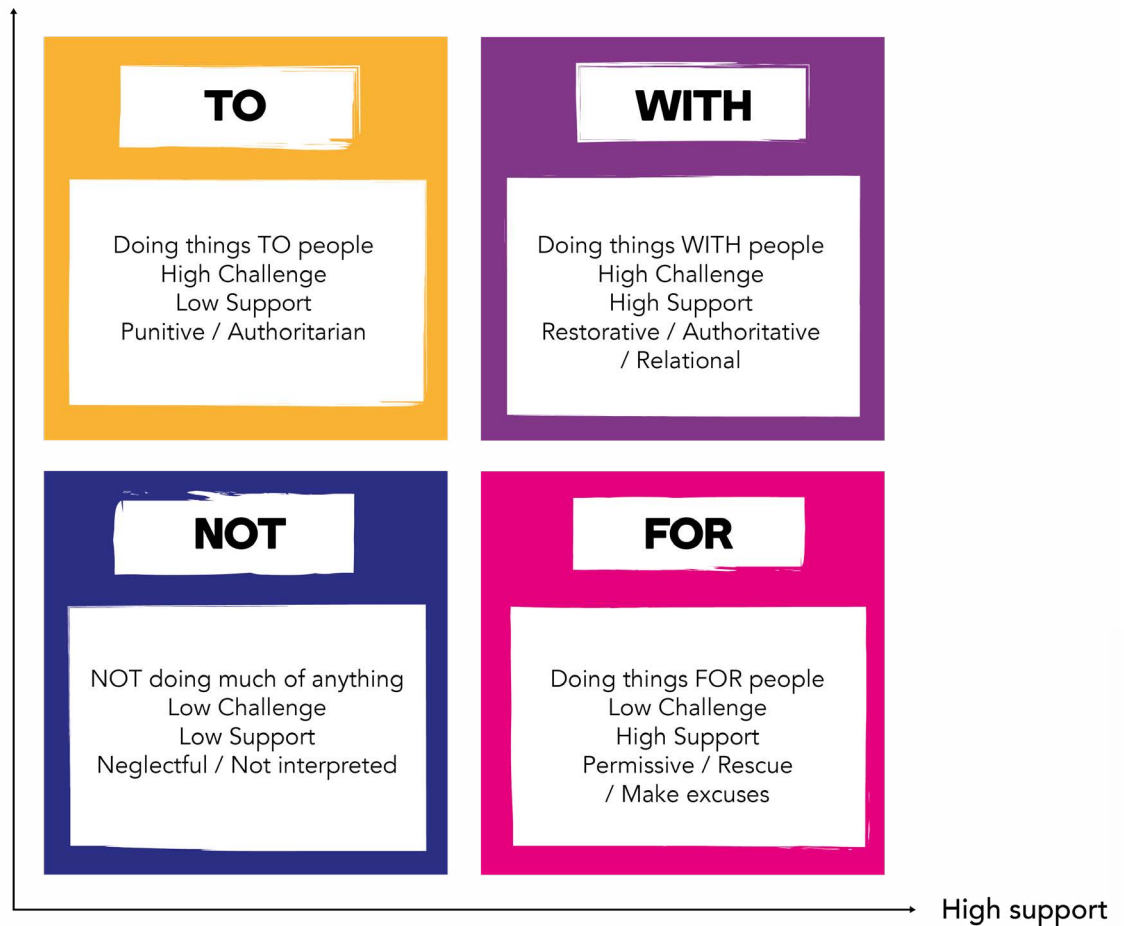 TO
Doing things TO people
High Challenge
Low Support
Punitive / Authoritarian
WITH
Doing things WITH people
High Challenge
High Support
Restorative / Authoritative
/ Relational
NOT
NOT doing much of anything
Low Challenge
Low Support
Neglectful / Not interpreted
FOR
Doing things FOR people
Low Challenge
High Support
Permissive / Rescue
/ Make excuses
High support